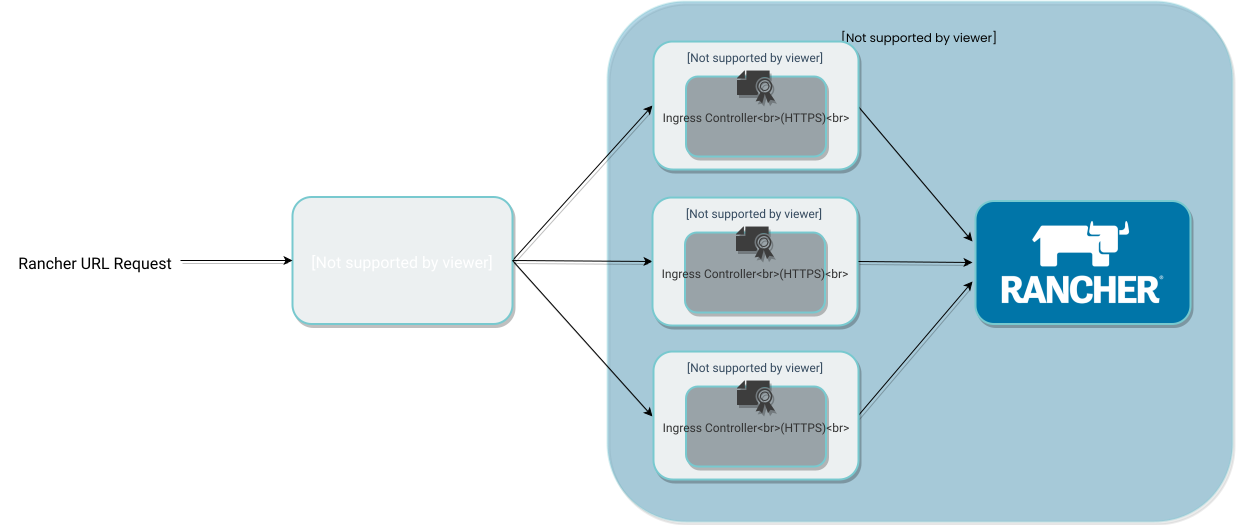 [Not supported by viewer]
[Not supported by viewer]
Ingress Controller<br>(HTTPS)<br>
Rancher URL Request
[Not supported by viewer]
[Not supported by viewer]
Ingress Controller<br>(HTTPS)<br>
RANCHER®
[Not supported by viewer]
Ingress Controller<br>(HTTPS)<br>